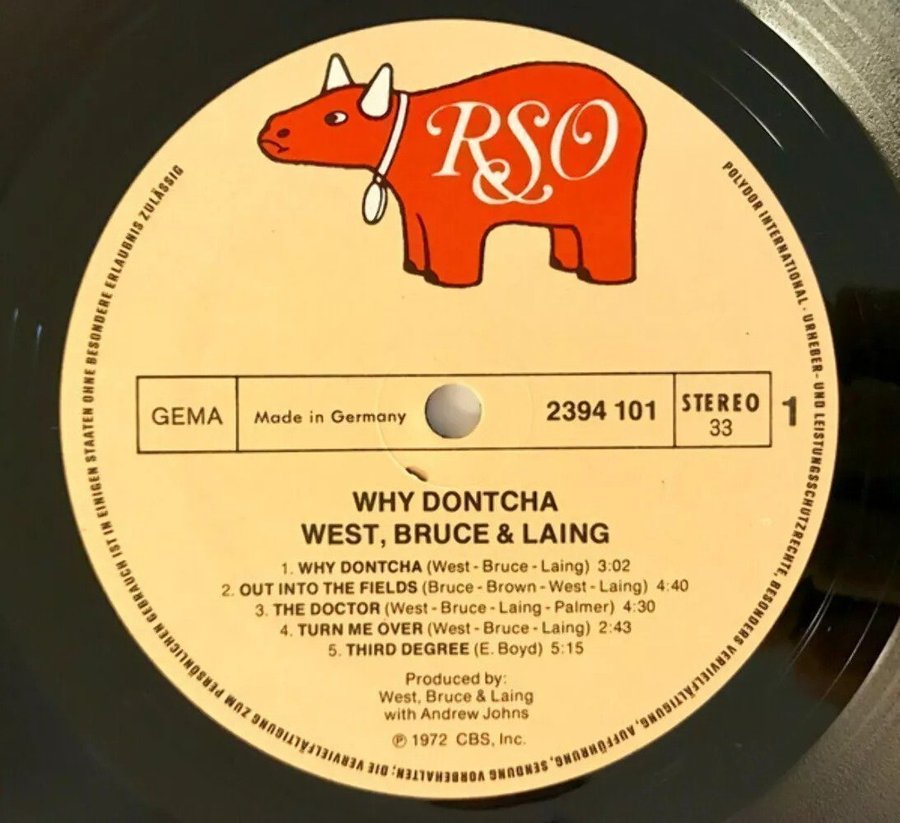 RSO
POLYDOR INTERNATIONAL · URHEBER- UND LEISTUNGSSCHUTZRECHTE, BESONDERS VERVIELFÄLTIGUNG, AUFFÜHRUNG, SENDUNG VORBEHALTEN; DIE VERVIELFÄLTIGUNG ZUM PERSÖNLICHEN GEBRAUCH IST IN EINIGEN STAATEN OHNE BESONDERE ERLAUBNIS ZULÄSSIG
GEMA Made in Germany 2394 101 STEREO 1
33
WHY DONTCHA
WEST, BRUCE & LAING
1. WHY DONTCHA (West - Bruce - Laing) 3:02
2. OUT INTO THE FIELDS (Bruce - Brown - West - Laing) 4:40
3. THE DOCTOR (West - Bruce - Laing - Palmer) 4:30
4. TURN ME OVER (West - Bruce - Laing) 2:43
5. THIRD DEGREE (E. Boyd) 5:15
Produced by:
West, Bruce & Laing
with Andrew Johns
℗ 1972 CBS, Inc.